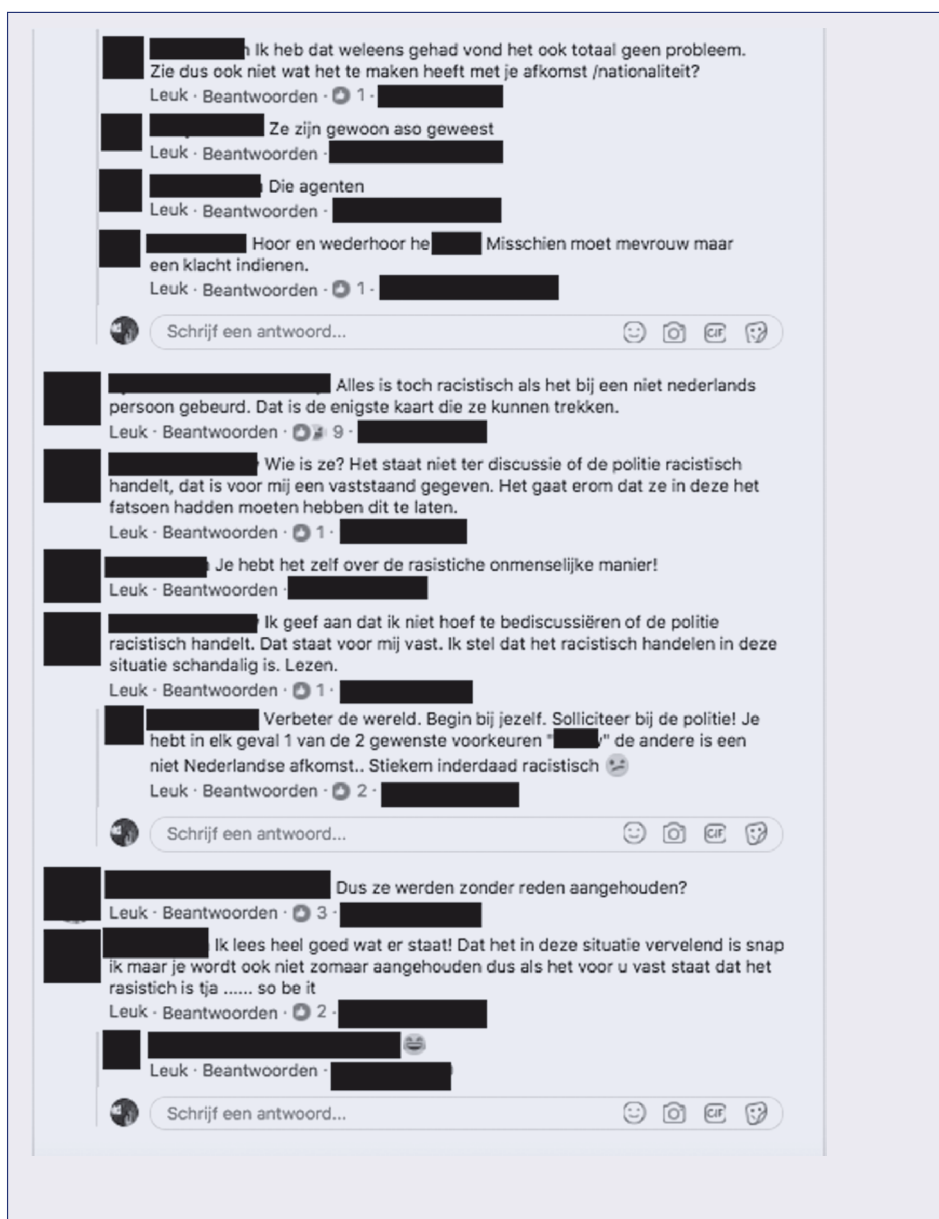 Ik heb dat weleens gehad vond het ook totaal geen probleem.
Zie dus ook niet wat het te maken heeft met je afkomst /nationaliteit?
Leuk · Beantwoorden · 1 ·
Ze zijn gewoon aso geweest
Leuk · Beantwoorden ·
Die agenten
Leuk · Beantwoorden ·
Hoor en wederhoor he Misschien moet mevrouw maar
een klacht indienen.
Leuk · Beantwoorden · 1 ·
Schrijf een antwoord...
GIF
Alles is toch racistisch als het bij een niet nederlands
persoon gebeurd. Dat is de enigste kaart die ze kunnen trekken.
Leuk · Beantwoorden · 9 ·
Wie is ze? Het staat niet ter discussie of de politie racistisch
handelt, dat is voor mij een vaststaand gegeven. Het gaat erom dat ze in deze het
fatsoen hadden moeten hebben dit te laten.
Leuk · Beantwoorden · 1 ·
Je hebt het zelf over de rasistiche onmenselijke manier!
Leuk · Beantwoorden ·
Ik geef aan dat ik niet hoef te bediscussiëren of de politie
racistisch handelt. Dat staat voor mij vast. Ik stel dat het racistisch handelen in deze
situatie schandalig is. Lezen.
Leuk · Beantwoorden · 1 ·
Verbeter de wereld. Begin bij jezelf. Solliciteer bij de politie! Je
hebt in elk geval 1 van de 2 gewenste voorkeuren " " de andere is een
niet Nederlandse afkomst.. Stiekem inderdaad racistisch
Leuk · Beantwoorden · 2 ·
Schrijf een antwoord...
GIF
Dus ze werden zonder reden aangehouden?
Leuk · Beantwoorden · 3 ·
Ik lees heel goed wat er staat! Dat het in deze situatie vervelend is snap
ik maar je wordt ook niet zomaar aangehouden dus als het voor u vast staat dat het
rasistich is tja ...... so be it
Leuk · Beantwoorden · 2 ·
Leuk · Beantwoorden ·
Schrijf een antwoord...
GIF